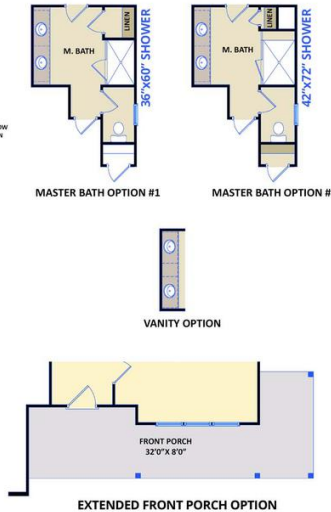 LINEN
M. BATH
36"x60" SHOWER
LINEN
M. BATH
42"x72" SHOWER
OW
N
MASTER BATH OPTION #1
MASTER BATH OPTION #
VANITY OPTION
FRONT PORCH
32'0"X 8'0"
EXTENDED FRONT PORCH OPTION